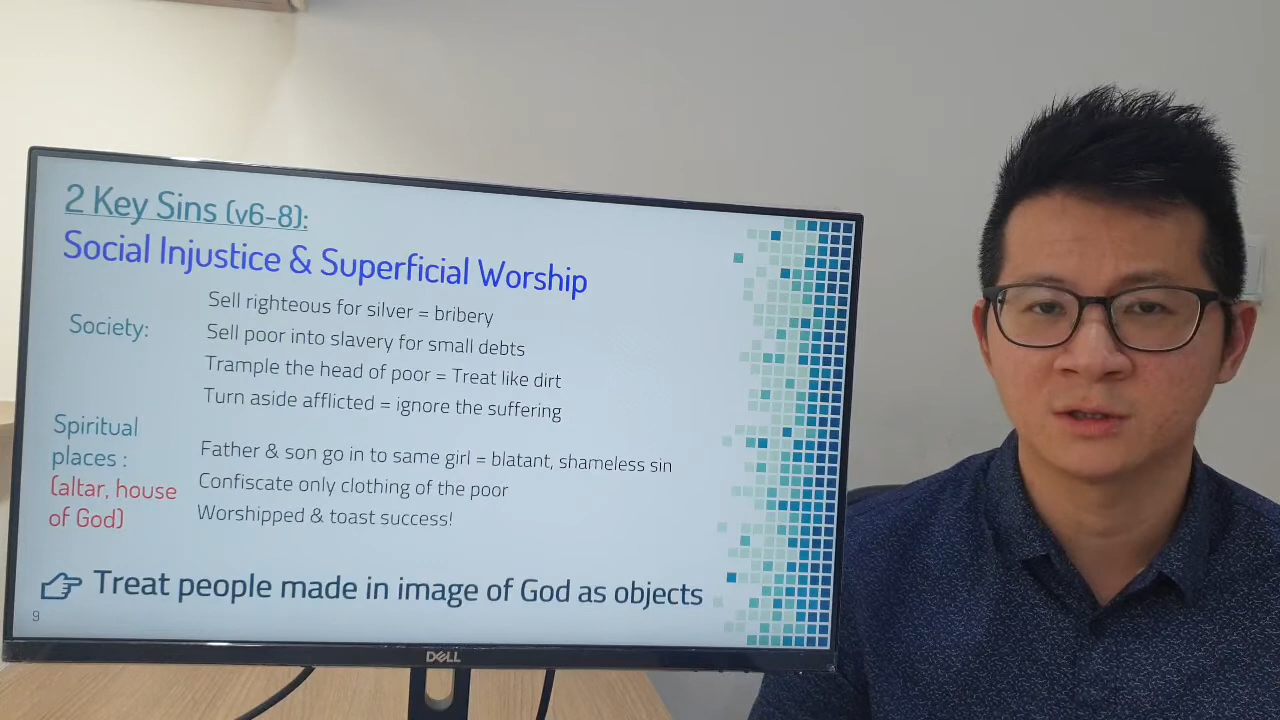 2 Key Sins (v6-8):
Social Injustice & Superficial Worship
Society:
Sell righteous for silver = bribery
Sell poor into slavery for small debts
Trample the head of poor = Treat like dirt
Turn aside afflicted = ignore the suffering
Spiritual
places :
(altar, house
of God)
Father & son go in to same girl = blatant, shameless sin
Confiscate only clothing of the poor
Worshipped & toast success!
Treat people made in image of God as objects
9
DELL